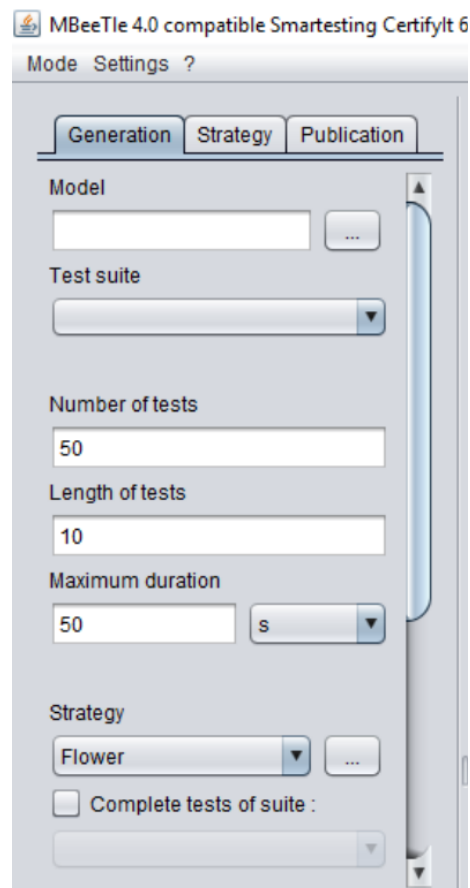 MBeeTle 4.0 compatible Smartesting CertifyIt 6
Mode Settings ?
Generation Strategy Publication
Model
...
Test suite
Number of tests
50
Length of tests
10
Maximum duration
50 s
Strategy
Flower ...
Complete tests of suite :